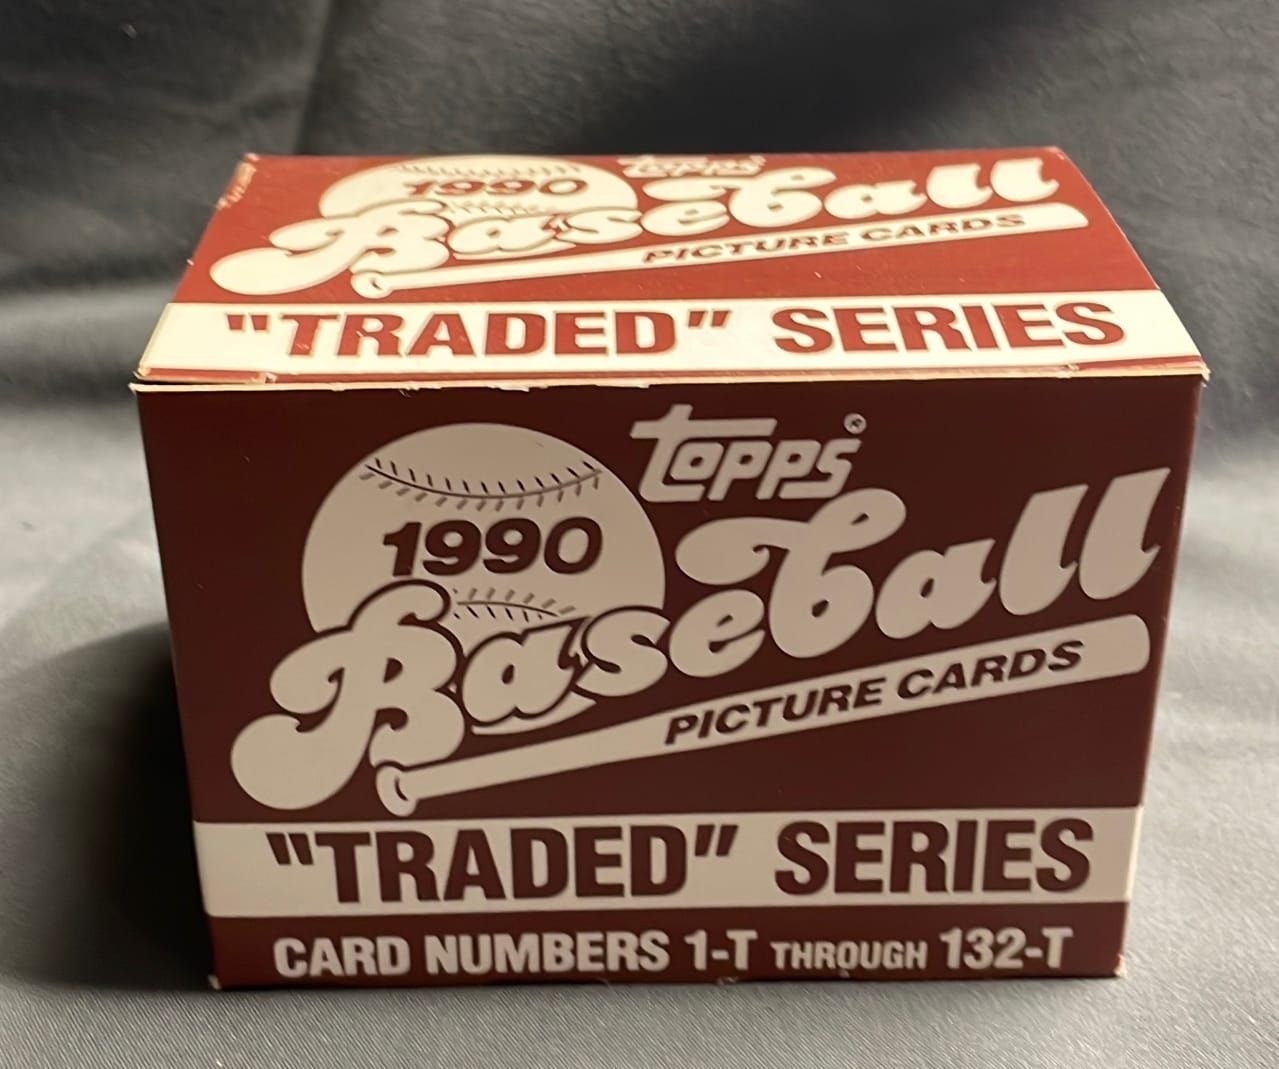 topps
1990
Baseball
PICTURE CARDS
"TRADED" SERIES
topps®
1990
Baseball
PICTURE CARDS
"TRADED" SERIES
CARD NUMBERS 1-T THROUGH 132-T